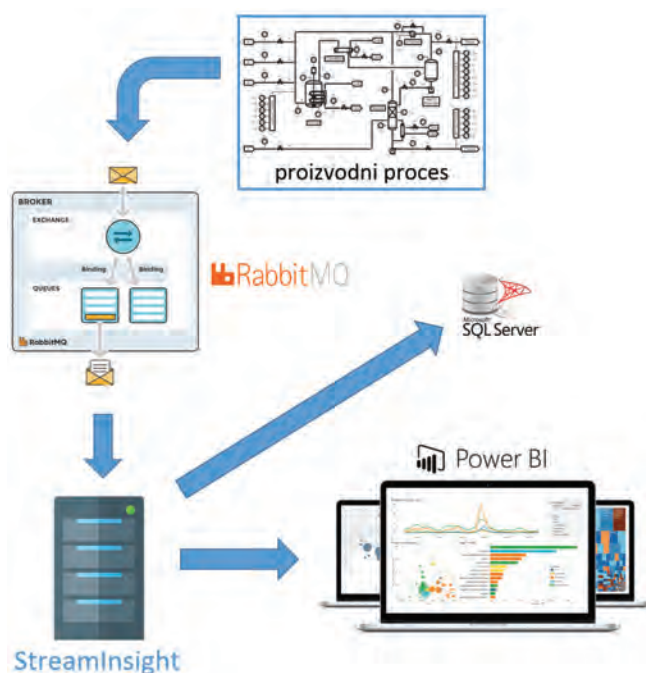 proizvodni proces
BROKER
EXCHANGE
Binding
Binding
QUEUES
RabbitMQ
RabbitMQ
Microsoft
SQL Server
Power BI
StreamInsight